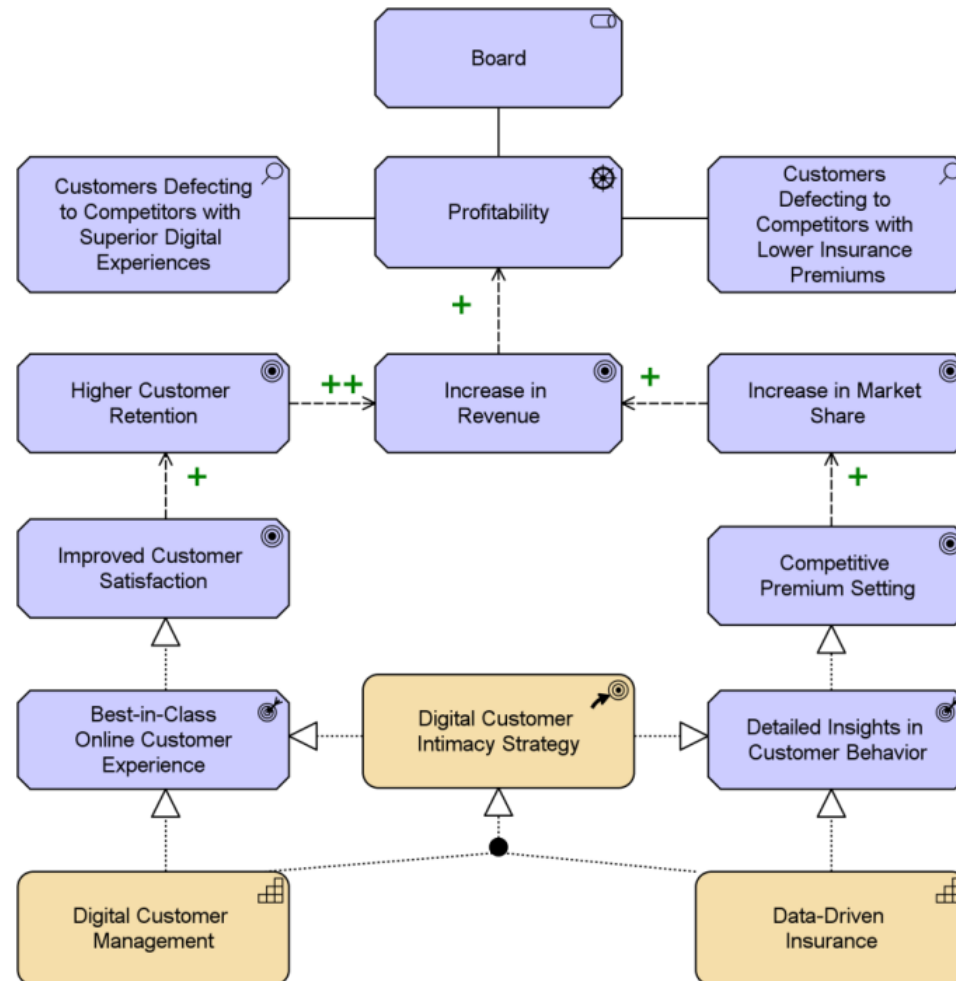 Board
Customers Defecting
to Competitors with
Superior Digital
Experiences
Profitability
Customers
Defecting to
Competitors with
Lower Insurance
Premiums
+
Higher Customer
Retention
++
Increase in
Revenue
+
Increase in Market
Share
+
+
Improved Customer
Satisfaction
Competitive
Premium Setting
Best-in-Class
Online Customer
Experience
Digital Customer
Intimacy Strategy
Detailed Insights in
Customer Behavior
Digital Customer
Management
Data-Driven
Insurance